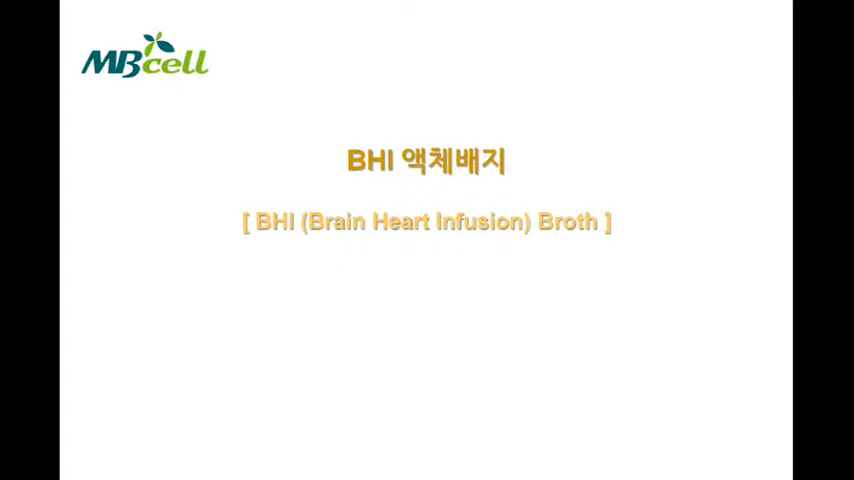 MBcell
BHI 액체배지
[ BHI (Brain Heart Infusion) Broth ]